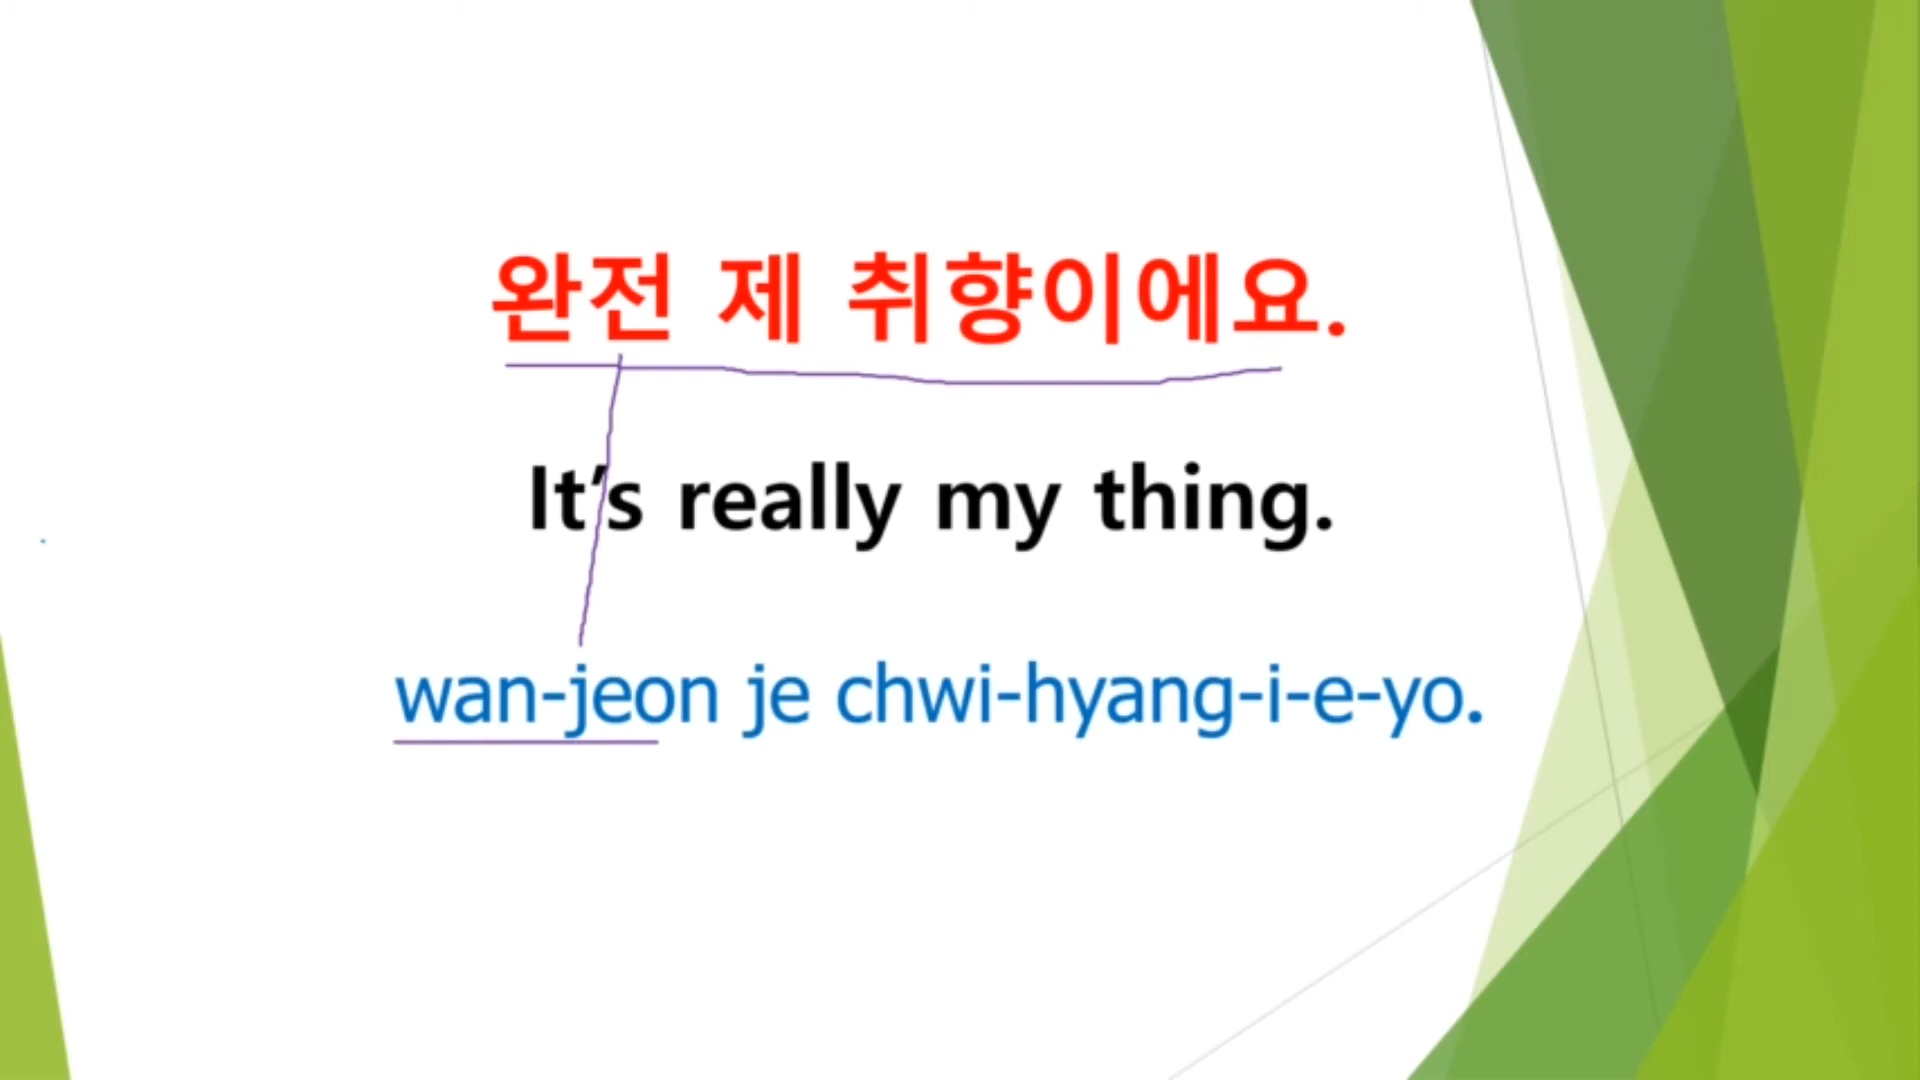 완전 제 취향이에요.
It’s really my thing.
wan-jeon je chwi-hyang-i-e-yo.